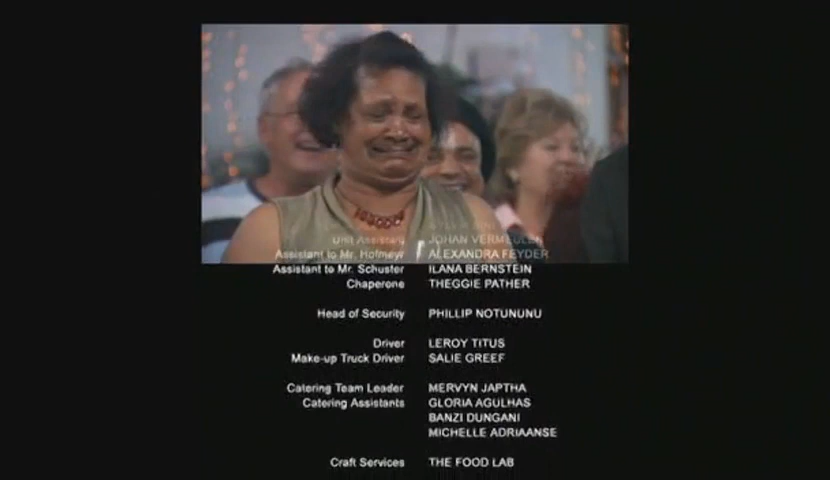 Unit Assistant JOHAN VERMEULEN
Assistant to Mr. Hofmeyr ALEXANDRA FEYDER
Assistant to Mr. Schuster ILANA BERNSTEIN
Chaperone THEGGIE PATHER
Head of Security PHILLIP NOTUNUNU
Driver LEROY TITUS
Make-up Truck Driver SALIE GREEF
Catering Team Leader MERVYN JAPTHA
Catering Assistants GLORIA AGULHAS
BANZI DUNGANI
MICHELLE ADRIAANSE
Craft Services THE FOOD LAB